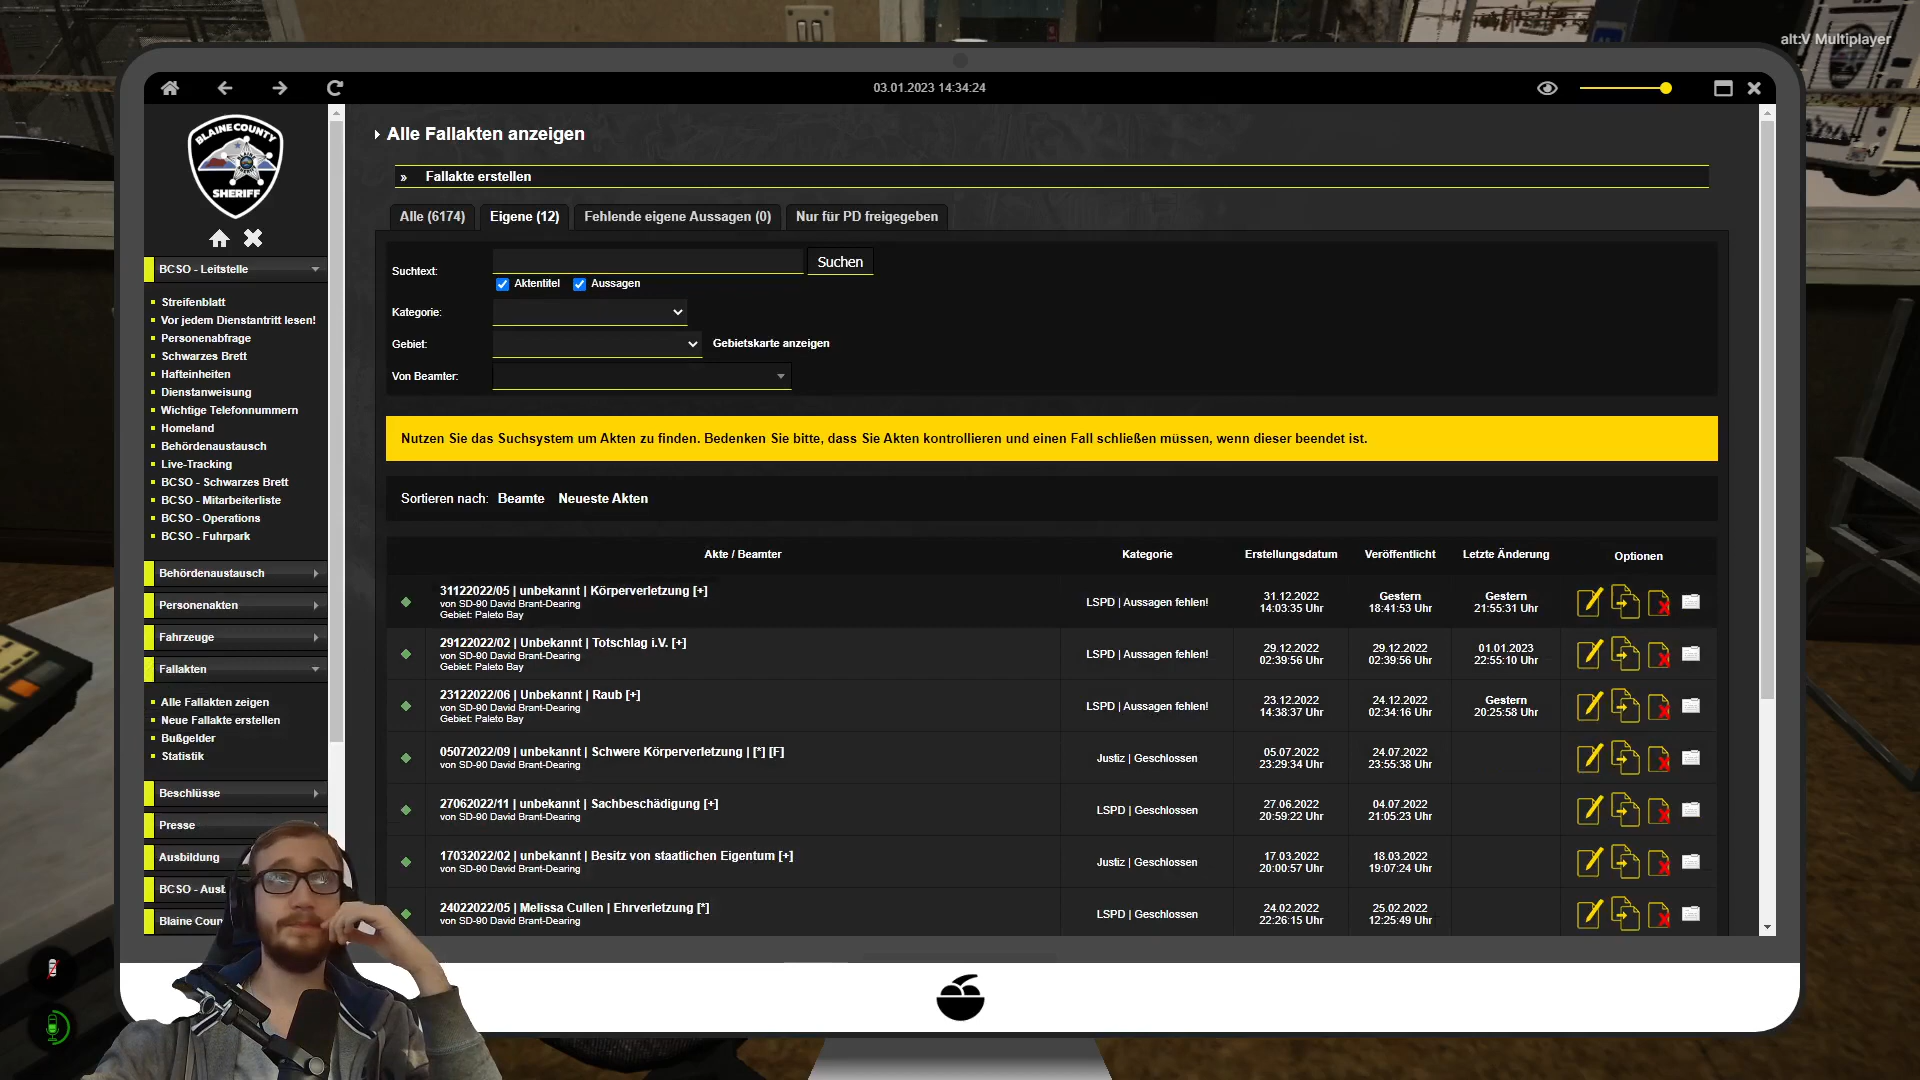 alt:V Multiplayer
03.01.2023 14:34:24
BLAINE COUNTY
SHERIFF
BCSO - Leitstelle
Streifenblatt
Vor jedem Dienstantritt lesen!
Personenabfrage
Schwarzes Brett
Hafteinheiten
Dienstanweisung
Wichtige Telefonnummern
Homeland
Behördenaustausch
Live-Tracking
BCSO - Schwarzes Brett
BCSO - Mitarbeiterliste
BCSO - Operations
BCSO - Fuhrpark
Behördenaustausch
Personenakten
Fahrzeuge
Fallakten
Alle Fallakten zeigen
Neue Fallakte erstellen
Bußgelder
Statistik
Beschlüsse
Presse
Ausbildung
BCSO - Ausb
Blaine Coun
Alle Fallakten anzeigen
» Fallakte erstellen
Alle (6174) Eigene (12) Fehlende eigene Aussagen (0) Nur für PD freigegeben
Suchtext: Suchen
Aktentitel Aussagen
Kategorie:
Gebiet: Gebietskarte anzeigen
Von Beamter:
Nutzen Sie das Suchsystem um Akten zu finden. Bedenken Sie bitte, dass Sie Akten kontrollieren und einen Fall schließen müssen, wenn dieser beendet ist.
Sortieren nach: Beamte Neueste Akten
Akte / Beamter Kategorie Erstellungsdatum Veröffentlicht Letzte Änderung Optionen
31122022/05 | unbekannt | Körperverletzung [+]
von SD-90 David Brant-Dearing
Gebiet: Paleto Bay
LSPD | Aussagen fehlen!
31.12.2022
14:03:35 Uhr
Gestern
18:41:53 Uhr
Gestern
21:55:31 Uhr
29122022/02 | Unbekannt | Totschlag i.V. [+]
von SD-90 David Brant-Dearing
Gebiet: Paleto Bay
LSPD | Aussagen fehlen!
29.12.2022
02:39:56 Uhr
29.12.2022
02:39:56 Uhr
01.01.2023
22:55:10 Uhr
23122022/06 | Unbekannt | Raub [+]
von SD-90 David Brant-Dearing
Gebiet: Paleto Bay
LSPD | Aussagen fehlen!
23.12.2022
14:38:37 Uhr
24.12.2022
02:34:16 Uhr
Gestern
20:25:58 Uhr
05072022/09 | unbekannt | Schwere Körperverletzung | [*] [F]
von SD-90 David Brant-Dearing
Justiz | Geschlossen
05.07.2022
23:29:34 Uhr
24.07.2022
23:55:38 Uhr
27062022/11 | unbekannt | Sachbeschädigung [+]
von SD-90 David Brant-Dearing
LSPD | Geschlossen
27.06.2022
20:59:22 Uhr
04.07.2022
21:05:23 Uhr
17032022/02 | unbekannt | Besitz von staatlichen Eigentum [+]
von SD-90 David Brant-Dearing
Justiz | Geschlossen
17.03.2022
20:00:57 Uhr
18.03.2022
19:07:24 Uhr
24022022/05 | Melissa Cullen | Ehrverletzung [*]
von SD-90 David Brant-Dearing
LSPD | Geschlossen
24.02.2022
22:26:15 Uhr
25.02.2022
12:25:49 Uhr